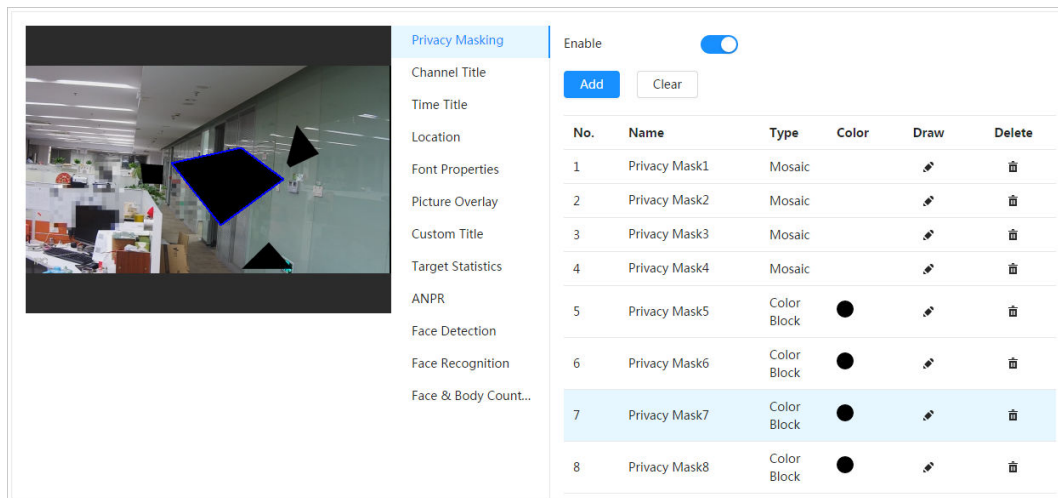 Privacy Masking
Channel Title
Time Title
Location
Font Properties
Picture Overlay
Custom Title
Target Statistics
ANPR
Face Detection
Face Recognition
Face & Body Count...
Enable
Add Clear
No. Name Type Color Draw Delete
1 Privacy Mask1 Mosaic
2 Privacy Mask2 Mosaic
3 Privacy Mask3 Mosaic
4 Privacy Mask4 Mosaic
5 Privacy Mask5 Color
Block
6 Privacy Mask6 Color
Block
7 Privacy Mask7 Color
Block
8 Privacy Mask8 Color
Block